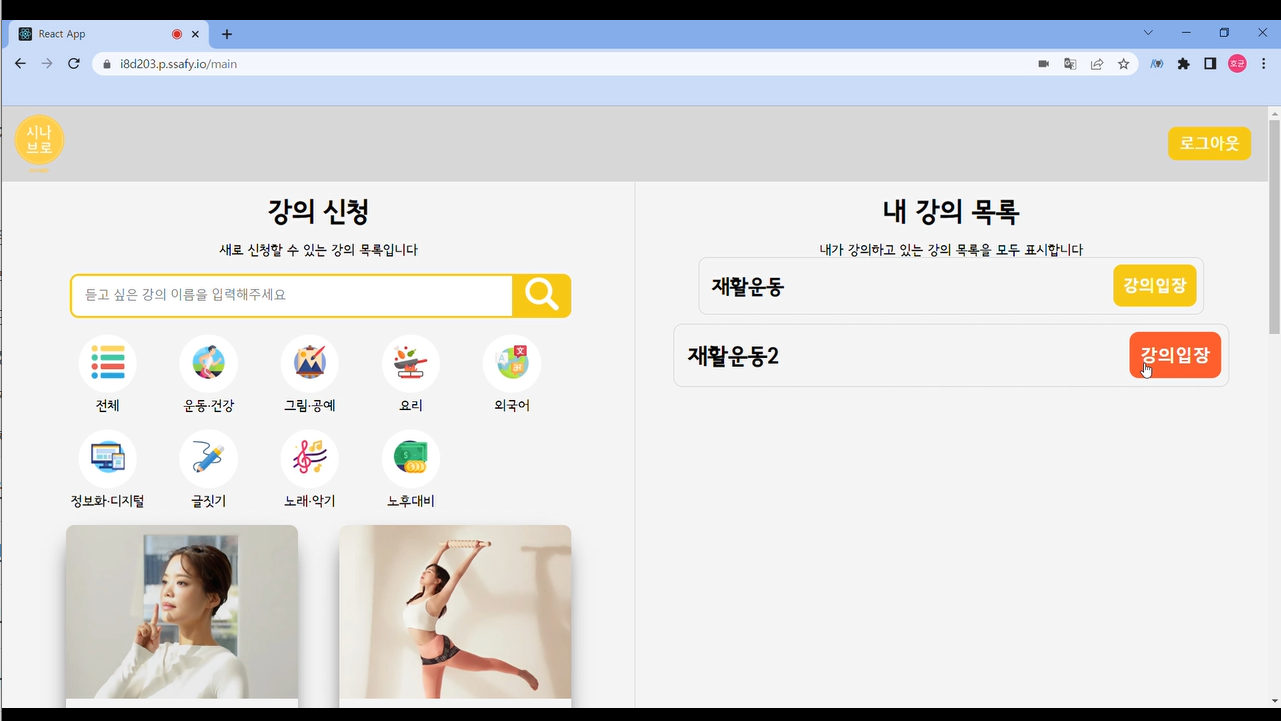 React App
i8d203.p.ssafy.io/main
호균
시나
브로
로그아웃
강의 신청
새로 신청할 수 있는 강의 목록입니다
듣고 싶은 강의 이름을 입력해주세요
전체
운동·건강
그림·공예
요리
외국어
정보화·디지털
글짓기
노래·악기
노후대비
내 강의 목록
내가 강의하고 있는 강의 목록을 모두 표시합니다
재활운동
강의입장
재활운동2
강의입장